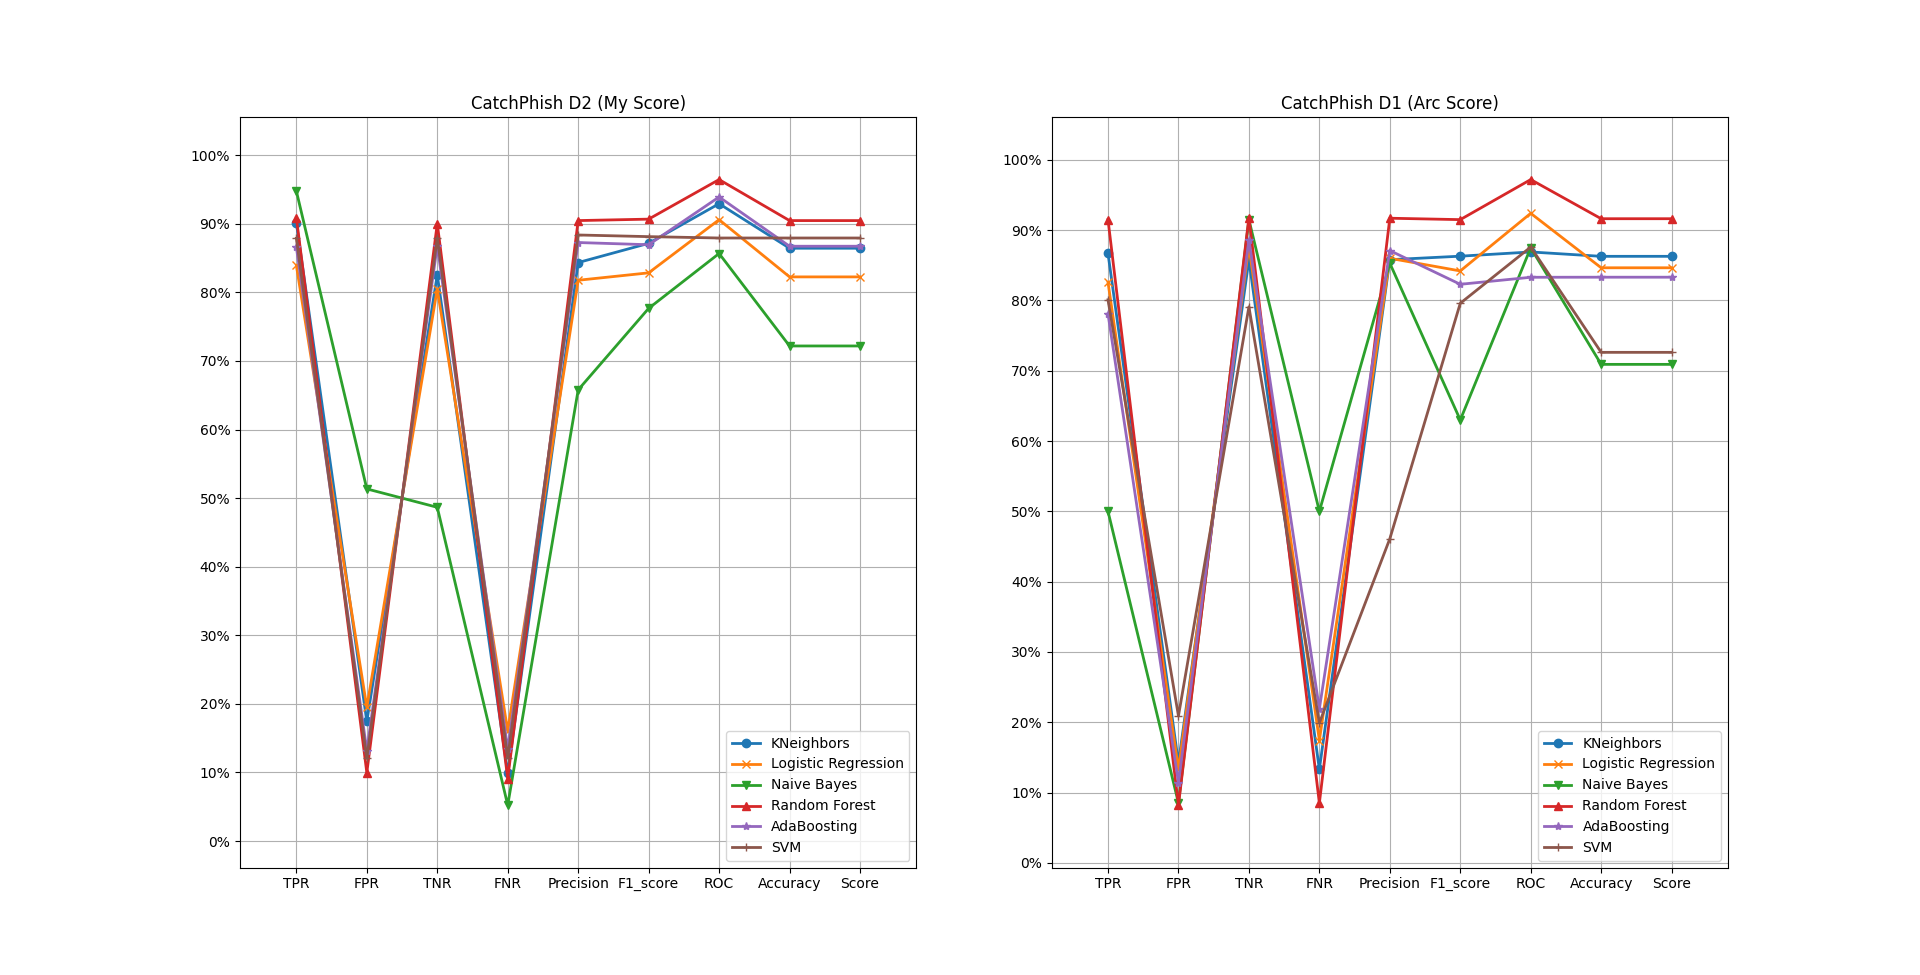 CatchPhish D2 (My Score)
100%
90%
80%
70%
60%
50%
40%
30%
20%
10%
0%
TPR FPR TNR FNR Precision F1_score ROC Accuracy Score
KNeighbors
Logistic Regression
Naive Bayes
Random Forest
AdaBoosting
SVM
CatchPhish D1 (Arc Score)
100%
90%
80%
70%
60%
50%
40%
30%
20%
10%
0%
TPR FPR TNR FNR Precision F1_score ROC Accuracy Score
KNeighbors
Logistic Regression
Naive Bayes
Random Forest
AdaBoosting
SVM